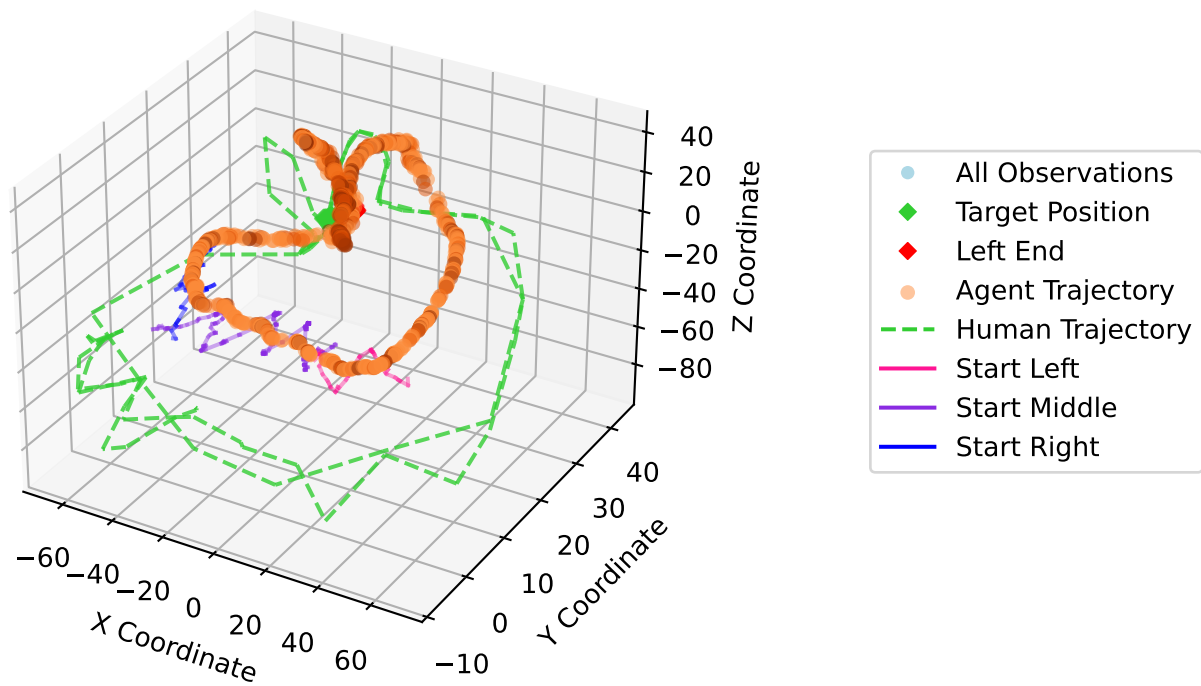 40
20
0
−20
−40
−60
−80
Z Coordinate
−60
−40
−20
0
20
40
60
X Coordinate
−10
0
10
20
30
40
Y Coordinate
All Observations
Target Position
Left End
Agent Trajectory
Human Trajectory
Start Left
Start Middle
Start Right